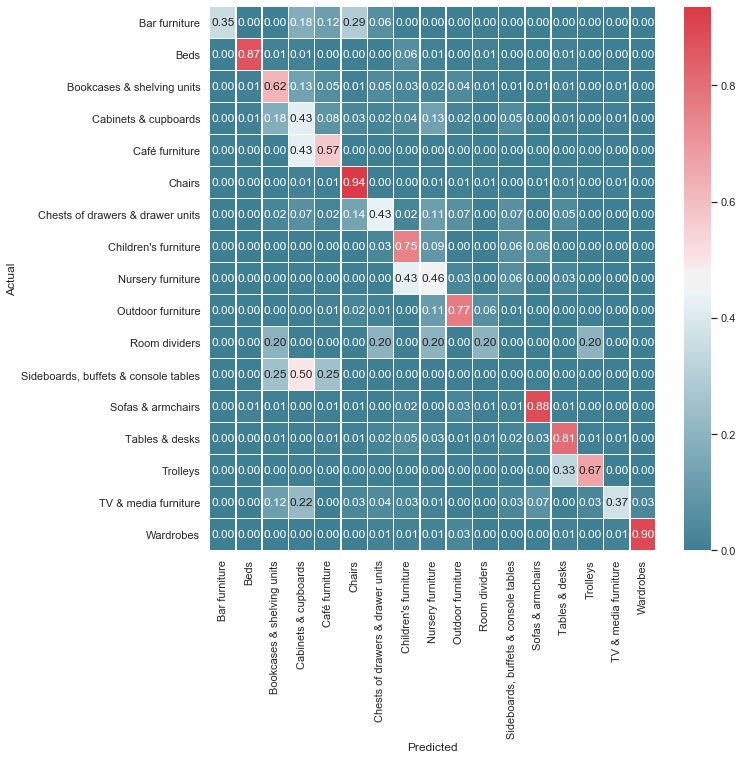 Bar furniture 0.35 0.00 0.00 0.18 0.12 0.29 0.06 0.00 0.00 0.00 0.00 0.00 0.00 0.00 0.00 0.00 0.00
Beds 0.00 0.87 0.01 0.01 0.00 0.00 0.00 0.06 0.01 0.00 0.01 0.00 0.01 0.01 0.00 0.01 0.00
Bookcases & shelving units 0.00 0.01 0.62 0.13 0.05 0.01 0.05 0.03 0.02 0.04 0.01 0.01 0.01 0.00 0.01 0.01 0.00
Cabinets & cupboards 0.00 0.01 0.18 0.43 0.08 0.03 0.02 0.04 0.13 0.02 0.00 0.05 0.00 0.01 0.00 0.01 0.00
Café furniture 0.00 0.00 0.00 0.43 0.57 0.00 0.00 0.00 0.00 0.00 0.00 0.00 0.00 0.00 0.00 0.00 0.00
Chairs 0.00 0.00 0.00 0.01 0.01 0.94 0.00 0.00 0.01 0.01 0.01 0.00 0.01 0.01 0.00 0.01 0.00
Chests of drawers & drawer units 0.00 0.00 0.02 0.07 0.02 0.14 0.43 0.02 0.11 0.07 0.00 0.07 0.00 0.05 0.00 0.00 0.00
Children's furniture 0.00 0.00 0.00 0.00 0.00 0.00 0.03 0.75 0.09 0.00 0.00 0.06 0.06 0.00 0.00 0.00 0.00
Nursery furniture 0.00 0.00 0.00 0.00 0.00 0.00 0.00 0.43 0.46 0.03 0.00 0.06 0.00 0.03 0.00 0.00 0.00
Outdoor furniture 0.00 0.00 0.00 0.00 0.01 0.02 0.01 0.00 0.11 0.77 0.06 0.01 0.00 0.00 0.00 0.00 0.00
Room dividers 0.00 0.00 0.20 0.00 0.00 0.00 0.20 0.00 0.20 0.00 0.20 0.00 0.00 0.00 0.20 0.00 0.00
Sideboards, buffets & console tables 0.00 0.00 0.25 0.50 0.25 0.00 0.00 0.00 0.00 0.00 0.00 0.00 0.00 0.00 0.00 0.00 0.00
Sofas & armchairs 0.00 0.01 0.01 0.00 0.01 0.01 0.00 0.02 0.00 0.03 0.01 0.01 0.88 0.01 0.00 0.00 0.00
Tables & desks 0.00 0.00 0.01 0.00 0.01 0.01 0.02 0.05 0.03 0.01 0.01 0.02 0.03 0.81 0.01 0.01 0.00
Trolleys 0.00 0.00 0.00 0.00 0.00 0.00 0.00 0.00 0.00 0.00 0.00 0.00 0.00 0.33 0.67 0.00 0.00
TV & media furniture 0.00 0.00 0.12 0.22 0.00 0.03 0.04 0.03 0.01 0.00 0.00 0.03 0.07 0.00 0.03 0.37 0.03
Wardrobes 0.00 0.00 0.00 0.00 0.00 0.00 0.01 0.01 0.01 0.03 0.00 0.00 0.00 0.01 0.00 0.01 0.90
Actual
Bar furniture
Beds
Bookcases & shelving units
Cabinets & cupboards
Café furniture
Chairs
Chests of drawers & drawer units
Children's furniture
Nursery furniture
Outdoor furniture
Room dividers
Sideboards, buffets & console tables
Sofas & armchairs
Tables & desks
Trolleys
TV & media furniture
Wardrobes
Predicted
0.8
0.6
0.4
0.2
0.0